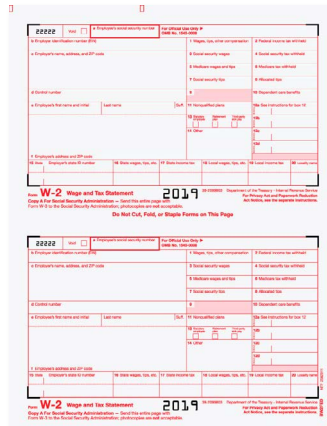 22222
Void
a Employee's social security number
For Official Use Only ►
OMB No. 1545-0008
b Employer identification number (EIN)
1 Wages, tips, other compensation
2 Federal income tax withheld
c Employer's name, address, and ZIP code
3 Social security wages
4 Social security tax withheld
5 Medicare wages and tips
6 Medicare tax withheld
7 Social security tips
8 Allocated tips
d Control number
9
10 Dependent care benefits
e Employee's first name and initial
Last name
Suff.
11 Nonqualified plans
12a See instructions for box 12
13
12b
14 Other
12c
12d
f Employee's address and ZIP code
15 State Employer's state ID number
16 State wages, tips, etc.
17 State income tax
18 Local wages, tips, etc.
19 Local income tax
20 Locality name
Form W-2 Wage and Tax Statement
2019
Department of the Treasury - Internal Revenue Service
For Privacy Act and Paperwork Reduction
Act Notice, see the separate instructions.
Copy A For Social Security Administration — Send this entire page with
Form W-3 to the Social Security Administration; photocopies are not acceptable.
Do Not Cut, Fold, or Staple Forms on This Page
22222
Void
a Employee's social security number
For Official Use Only ►
OMB No. 1545-0008
b Employer identification number (EIN)
1 Wages, tips, other compensation
2 Federal income tax withheld
c Employer's name, address, and ZIP code
3 Social security wages
4 Social security tax withheld
5 Medicare wages and tips
6 Medicare tax withheld
7 Social security tips
8 Allocated tips
d Control number
9
10 Dependent care benefits
e Employee's first name and initial
Last name
Suff.
11 Nonqualified plans
12a See instructions for box 12
13
12b
14 Other
12c
12d
f Employee's address and ZIP code
15 State Employer's state ID number
16 State wages, tips, etc.
17 State income tax
18 Local wages, tips, etc.
19 Local income tax
20 Locality name
Form W-2 Wage and Tax Statement
2019
Department of the Treasury - Internal Revenue Service
For Privacy Act and Paperwork Reduction
Act Notice, see the separate instructions.
Copy A For Social Security Administration — Send this entire page with
Form W-3 to the Social Security Administration; photocopies are not acceptable.